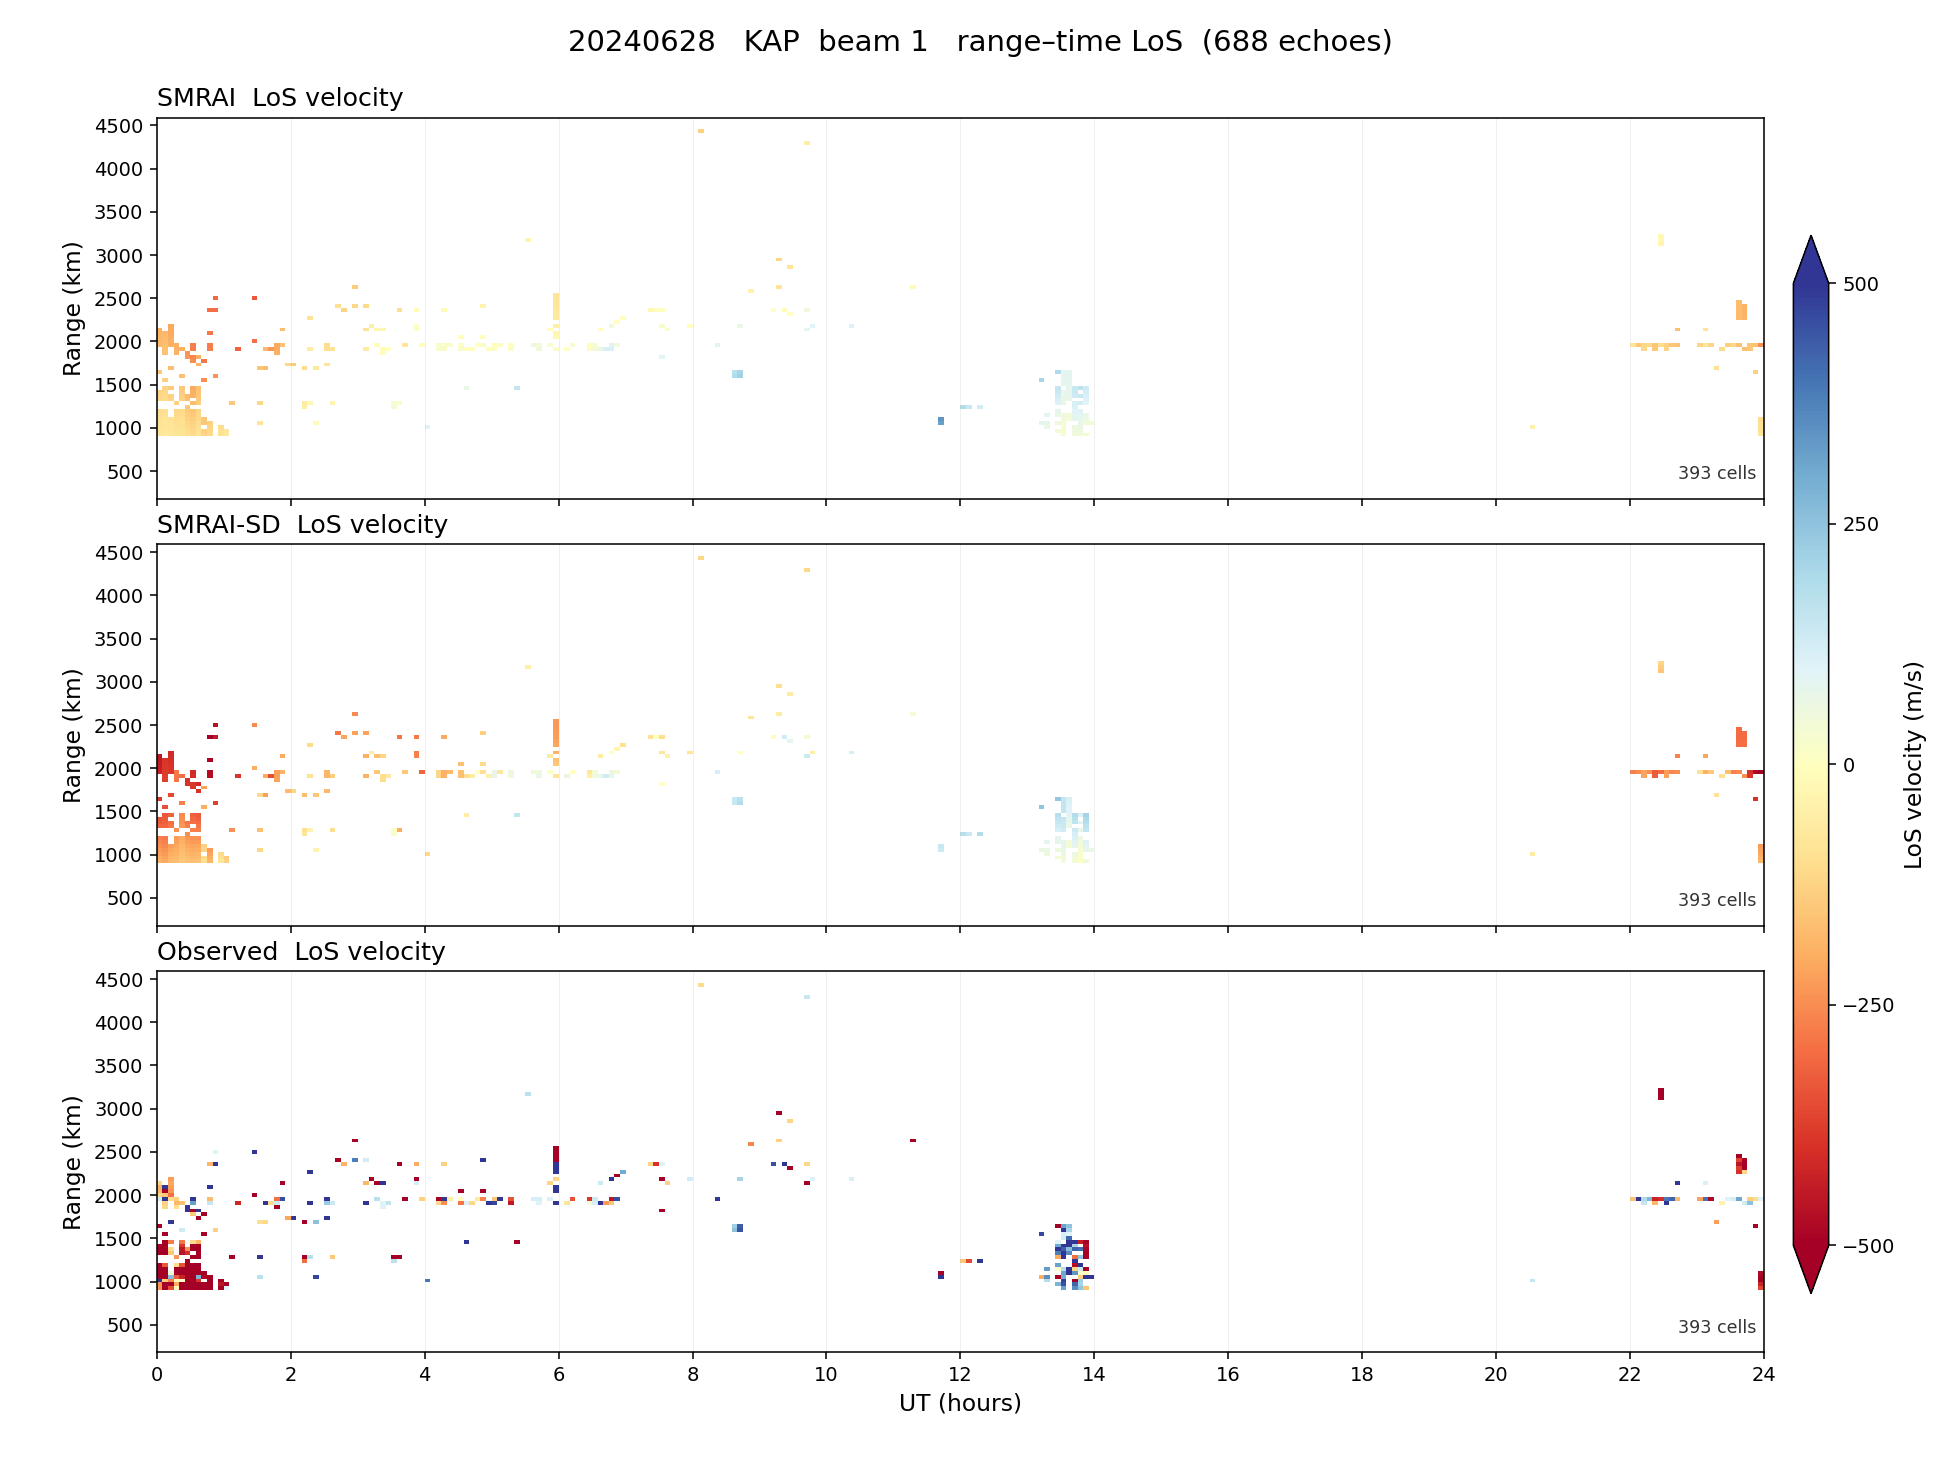 20240628   KAP  beam 1   range–time LoS  (688 echoes)
SMRAI  LoS velocity
4500
4000
3500
3000
2500
2000
1500
1000
500
Range (km)
393 cells
SMRAI-SD  LoS velocity
4500
4000
3500
3000
2500
2000
1500
1000
500
Range (km)
393 cells
Observed  LoS velocity
4500
4000
3500
3000
2500
2000
1500
1000
500
Range (km)
393 cells
0 2 4 6 8 10 12 14 16 18 20 22 24
UT (hours)
500
250
0
−250
−500
LoS velocity (m/s)